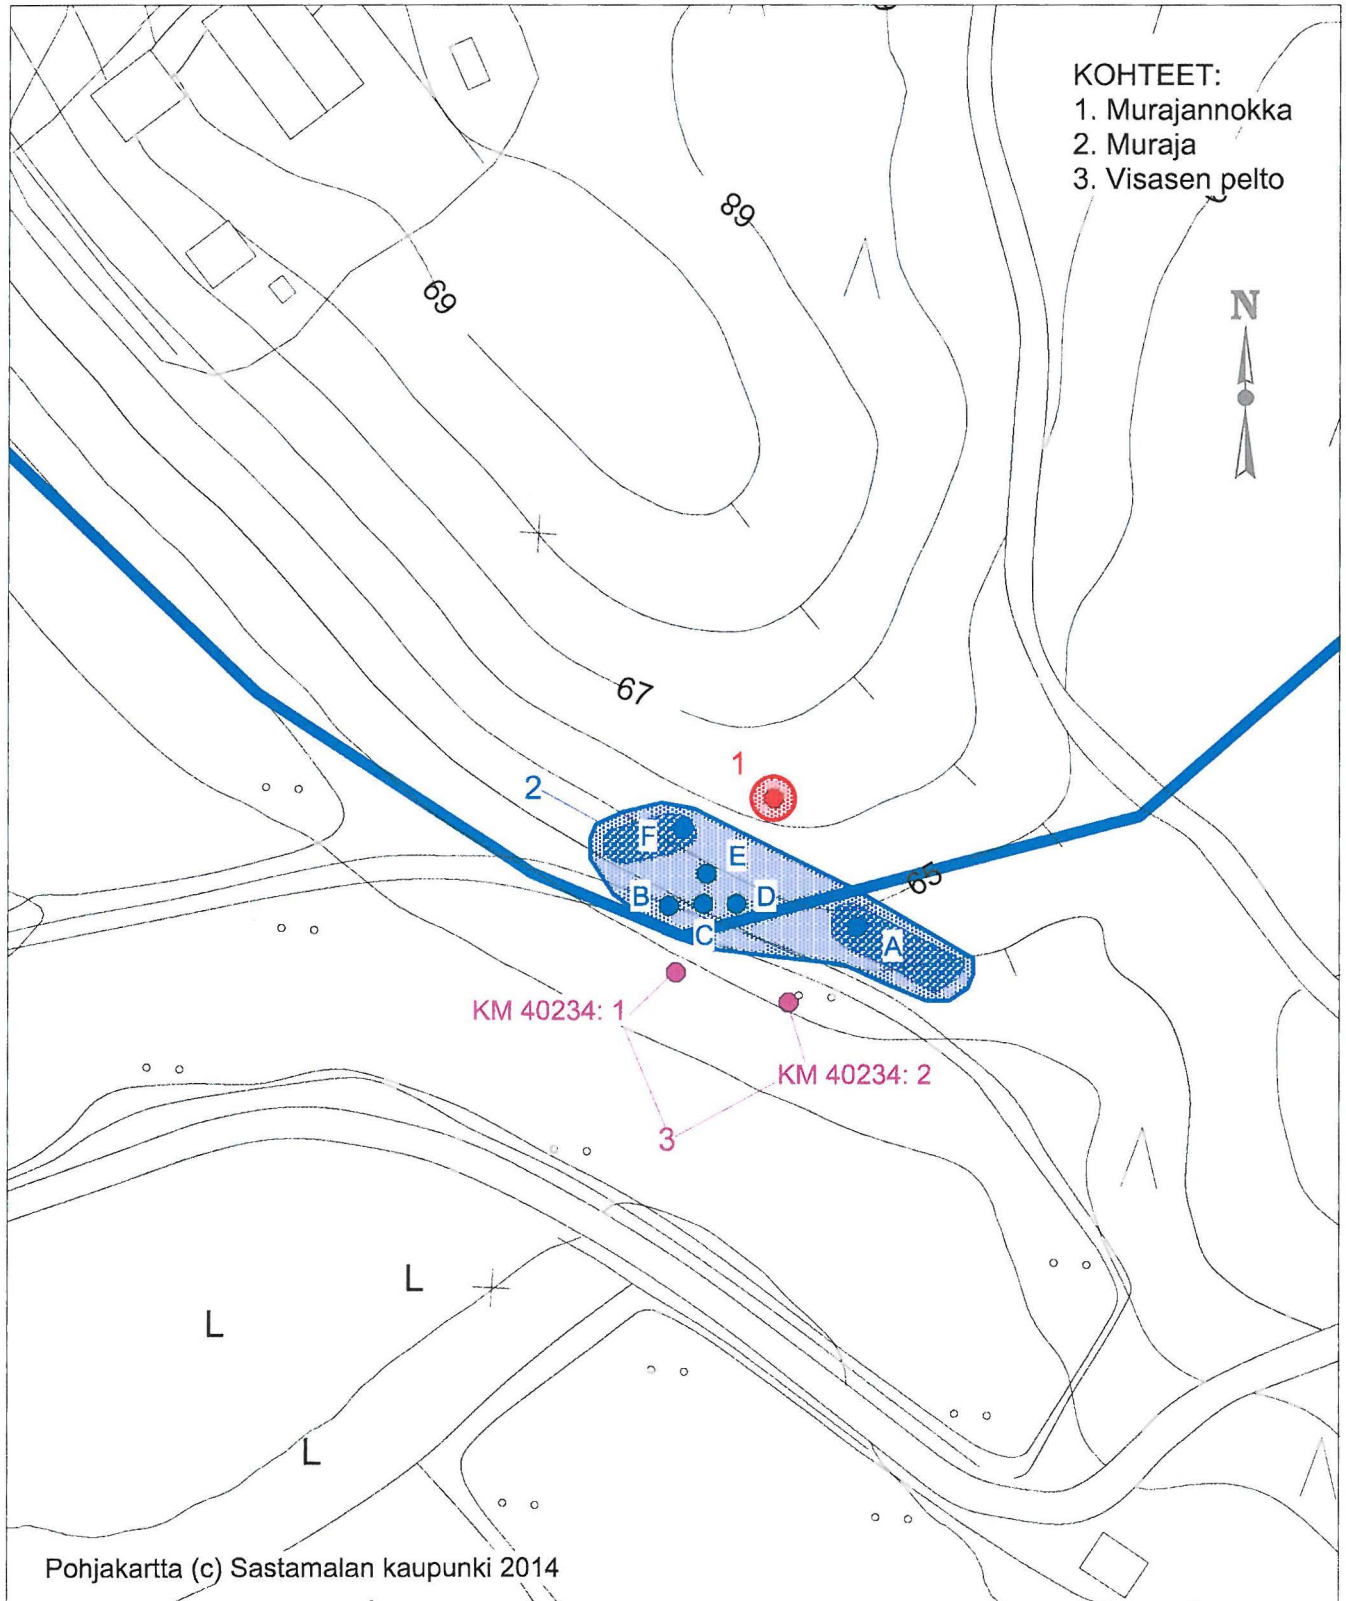 KOHTEET:
1. Murajannokka
2. Muraja
3. Visasen pelto
89
69
N
67
1
2
F
E
65
B
D
C
A
KM 40234: 1
KM 40234: 2
3
L
L
L
Pohjakartta (c) Sastamalan kaupunki 2014